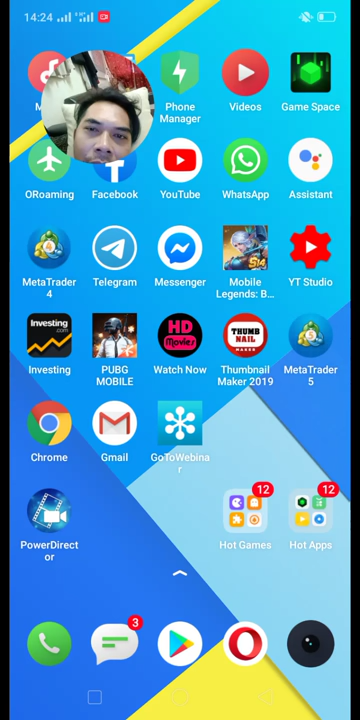 14:24
Phone
Manager
Videos
Game Space
ORoaming
Facebook
YouTube
WhatsApp
Assistant
MetaTrader
4
Telegram
Messenger
Mobile
Legends: B...
YT Studio
Investing
.com
HD
Movies
THUMB
NAIL
MAKER
Investing
PUBG
MOBILE
Watch Now
Thumbnail
Maker 2019
MetaTrader
5
Chrome
Gmail
GoToWebina
r
12
12
PowerDirect
or
Hot Games
Hot Apps
3